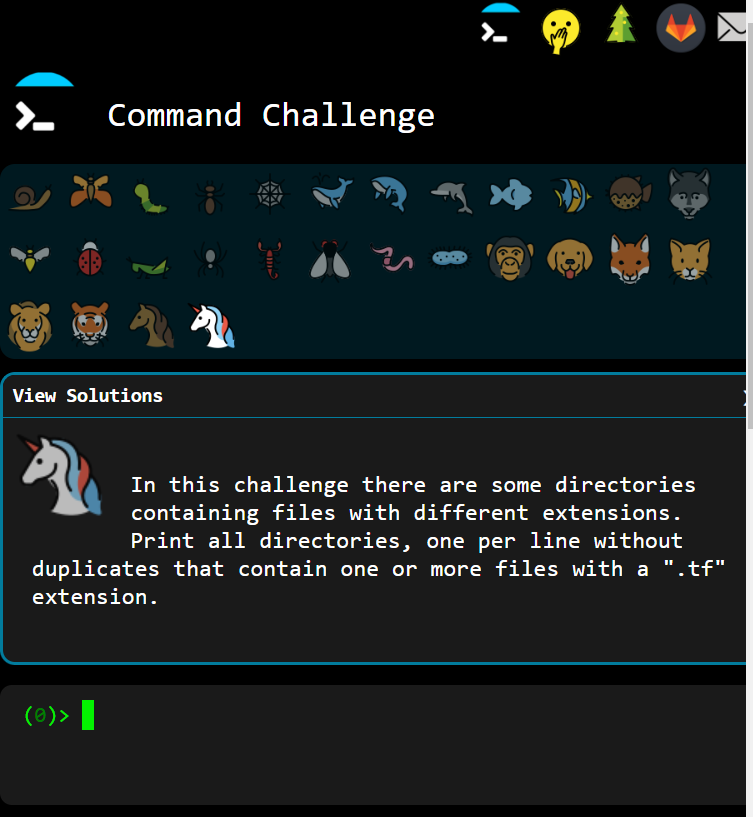 Command Challenge
View Solutions
In this challenge there are some directories
containing files with different extensions.
Print all directories, one per line without
duplicates that contain one or more files with a ".tf"
extension.
(0)>